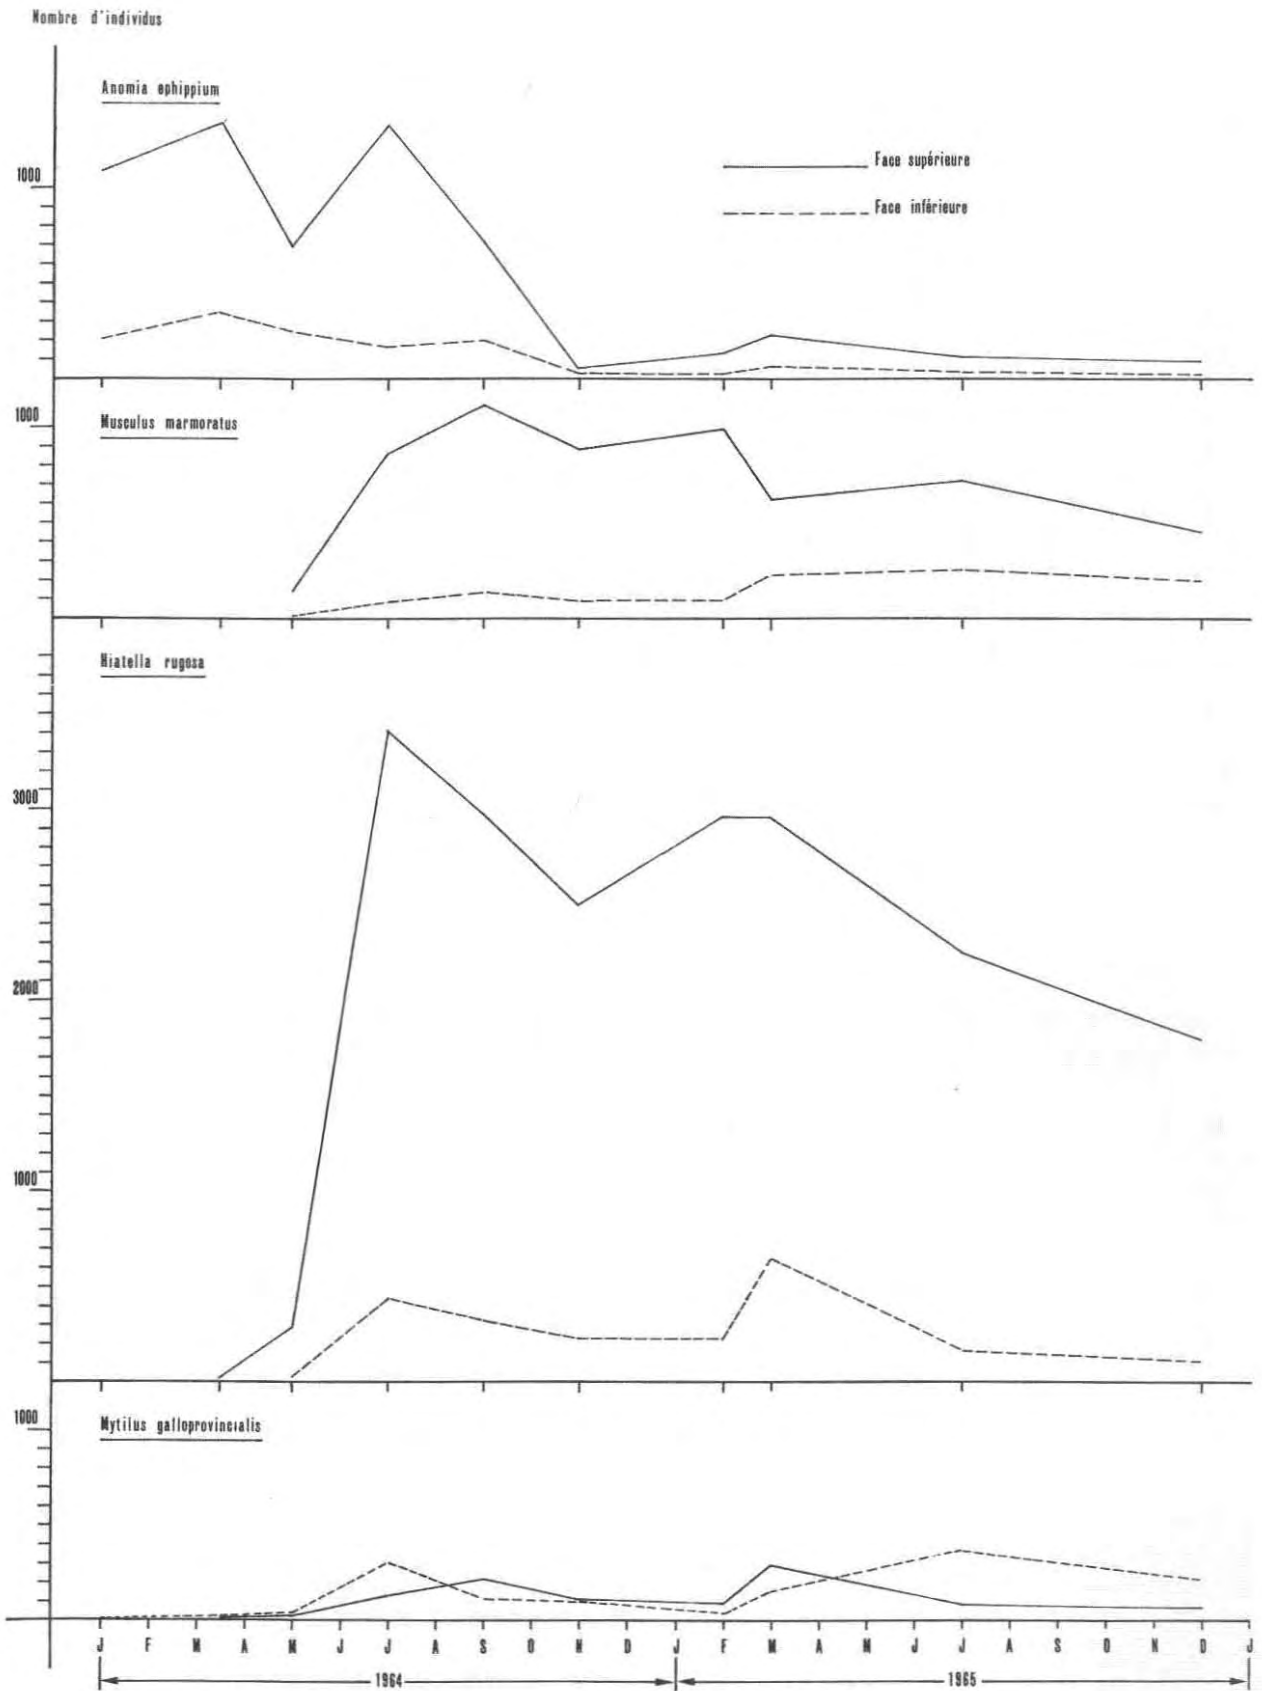 Nombre d'individus
Anomia ephippium
Face supérieure
Face inférieure
1000
1000
Musculus marmoratus
Hiatella rugosa
3000
2000
1000
1000
Mytilus galloprovincialis
J F M A M J J A S O N D J F M A M J J A S O N D J
1964 1965